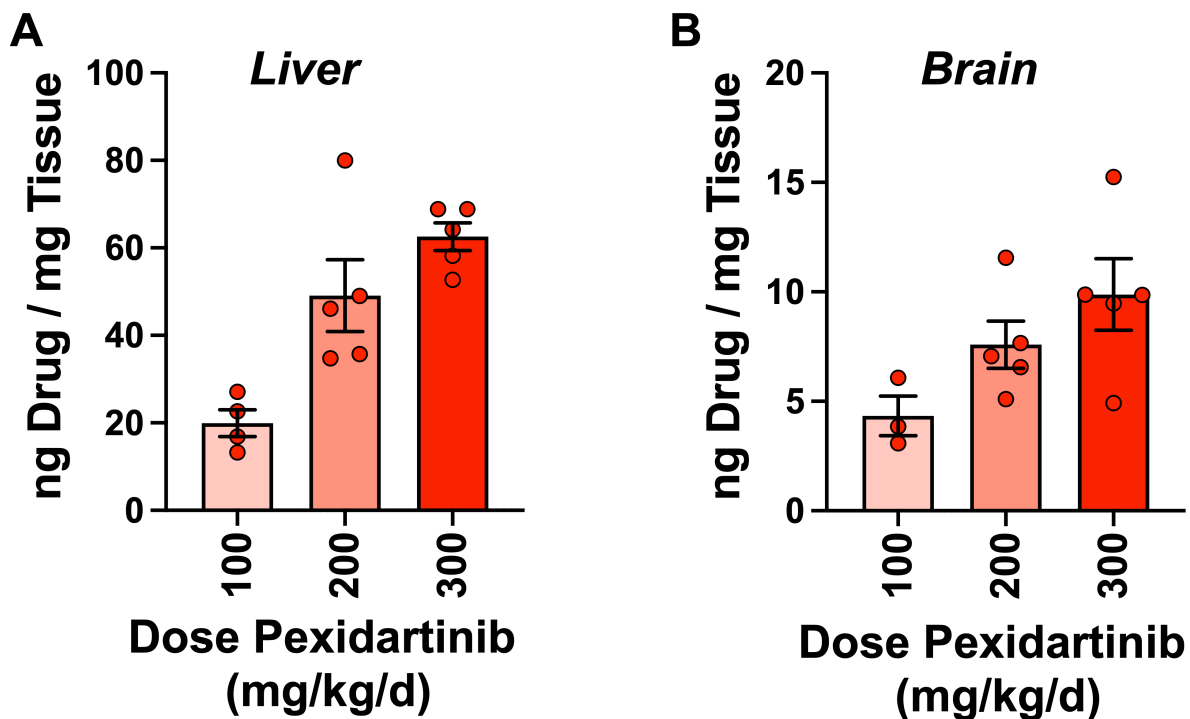 A
Liver
ng Drug / mg Tissue
100
80
60
40
20
0
100
200
300
Dose Pexidartinib
(mg/kg/d)
B
Brain
ng Drug / mg Tissue
20
15
10
5
0
100
200
300
Dose Pexidartinib
(mg/kg/d)